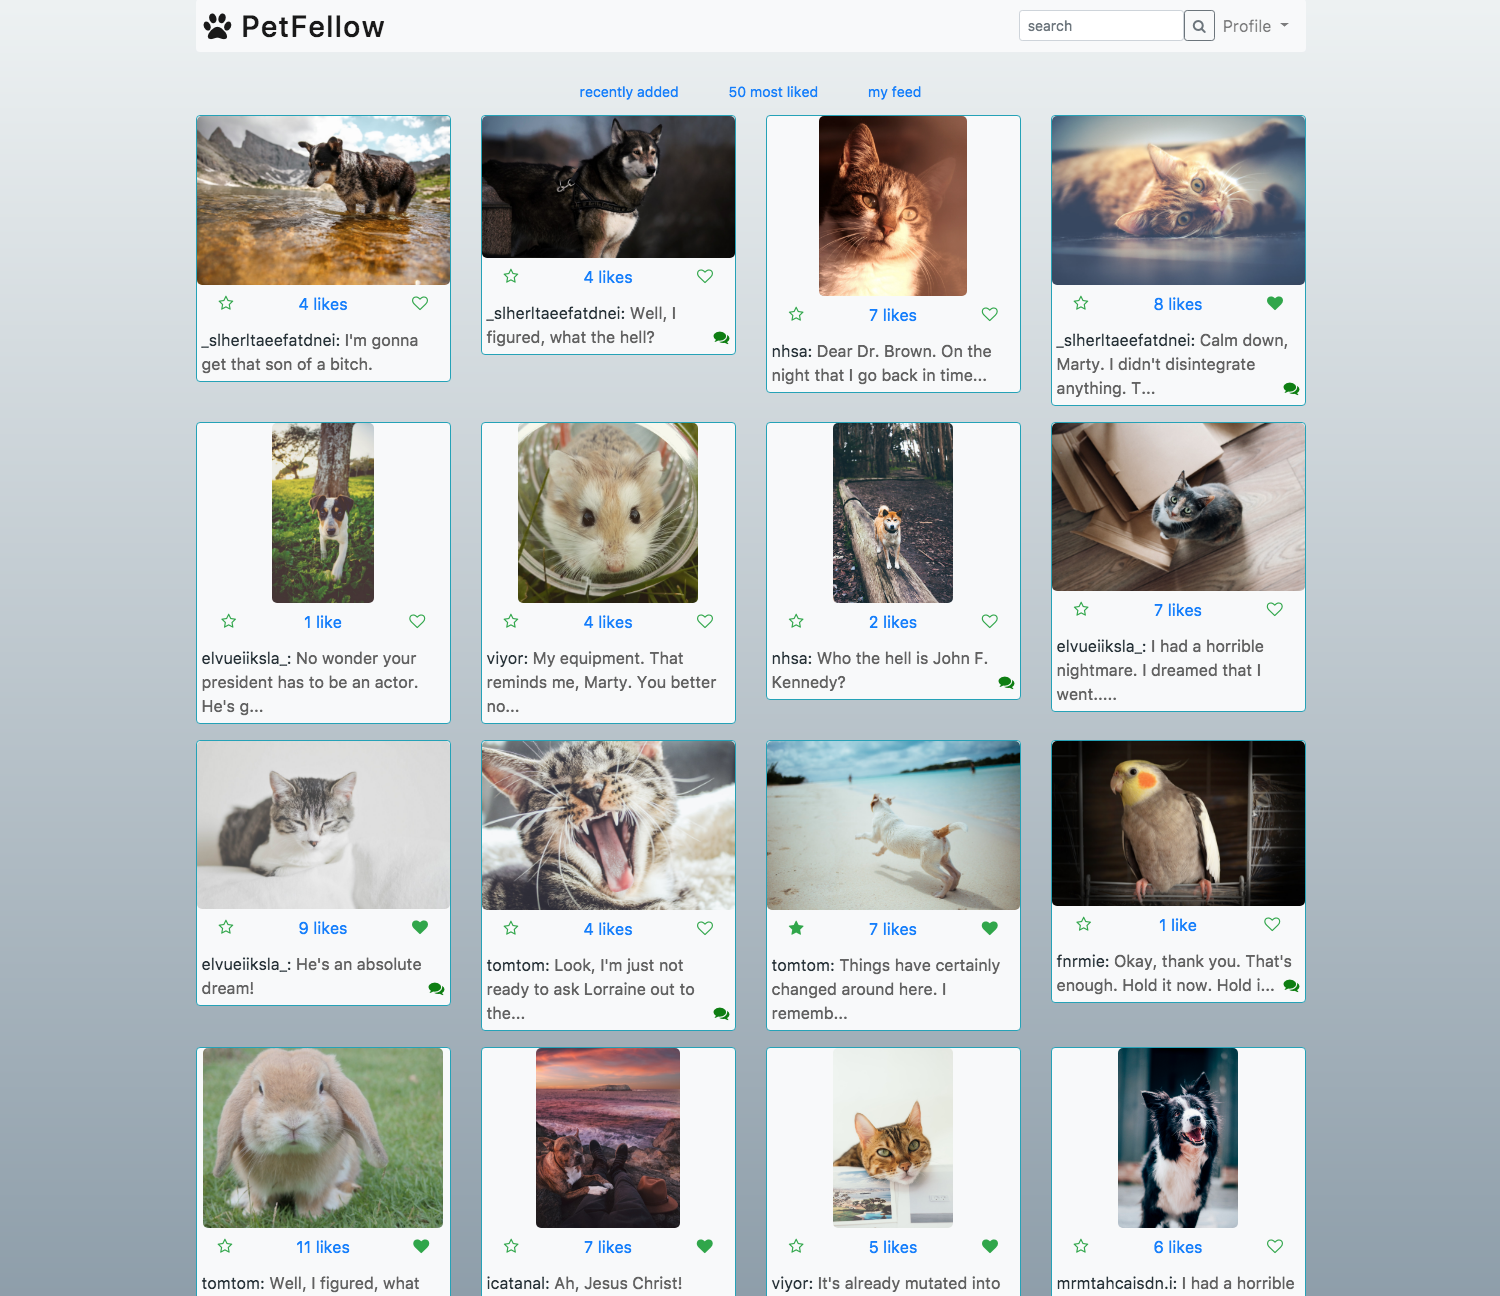 PetFellow
search
Profile
recently added
50 most liked
my feed
4 likes
_slherltaeefatdnei: I'm gonna
get that son of a bitch.
4 likes
_slherltaeefatdnei: Well, I
figured, what the hell?
7 likes
nhsa: Dear Dr. Brown. On the
night that I go back in time...
8 likes
_slherltaeefatdnei: Calm down,
Marty. I didn't disintegrate
anything. T...
1 like
elvueiiksla_: No wonder your
president has to be an actor.
He's g...
4 likes
viyor: My equipment. That
reminds me, Marty. You better
no...
2 likes
nhsa: Who the hell is John F.
Kennedy?
7 likes
elvueiiksla_: I had a horrible
nightmare. I dreamed that I
went.....
9 likes
elvueiiksla_: He's an absolute
dream!
4 likes
tomtom: Look, I'm just not
ready to ask Lorraine out to
the...
7 likes
tomtom: Things have certainly
changed around here. I
rememb...
1 like
fnrmie: Okay, thank you. That's
enough. Hold it now. Hold i...
11 likes
tomtom: Well, I figured, what
7 likes
icatanal: Ah, Jesus Christ!
5 likes
viyor: It's already mutated into
6 likes
mrmtahcaisdn.i: I had a horrible